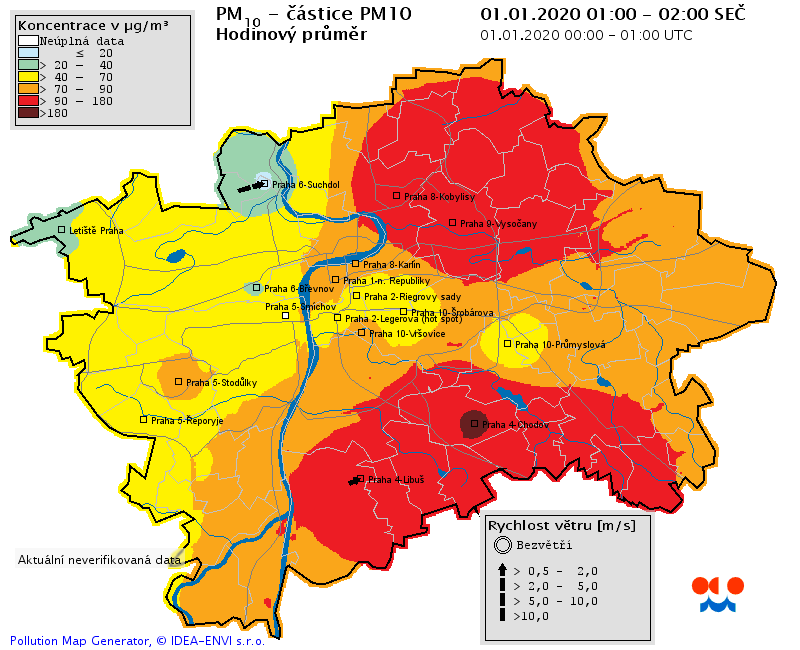 Koncentrace v µg/m³
Neúplná data
≤ 20
> 20 – 40
> 40 – 70
> 70 – 90
> 90 – 180
>180
PM10 – částice PM10
Hodinový průměr
01.01.2020 01:00 – 02:00 SEČ
01.01.2020 00:00 – 01:00 UTC
Praha 6-Suchdol
Praha 8-Kobylisy
Praha 9-Vysočany
Letiště Praha
Praha 8-Karlín
Praha 1-n. Republiky
Praha 6-Břevnov
Praha 2-Riegrovy sady
Praha 5-Smíchov
Praha 10-Šrobárova
Praha 2-Legerova (hot spot)
Praha 10-Vršovice
Praha 10-Průmyslová
Praha 5-Stodůlky
Praha 5-Řeporyje
Praha 4-Chodov
Praha 4-Libuš
Rychlost větru [m/s]
Bezvětří
> 0,5 – 2,0
> 2,0 – 5,0
> 5,0 – 10,0
>10,0
Aktuální neverifikovaná data
Pollution Map Generator, © IDEA-ENVI s.r.o.